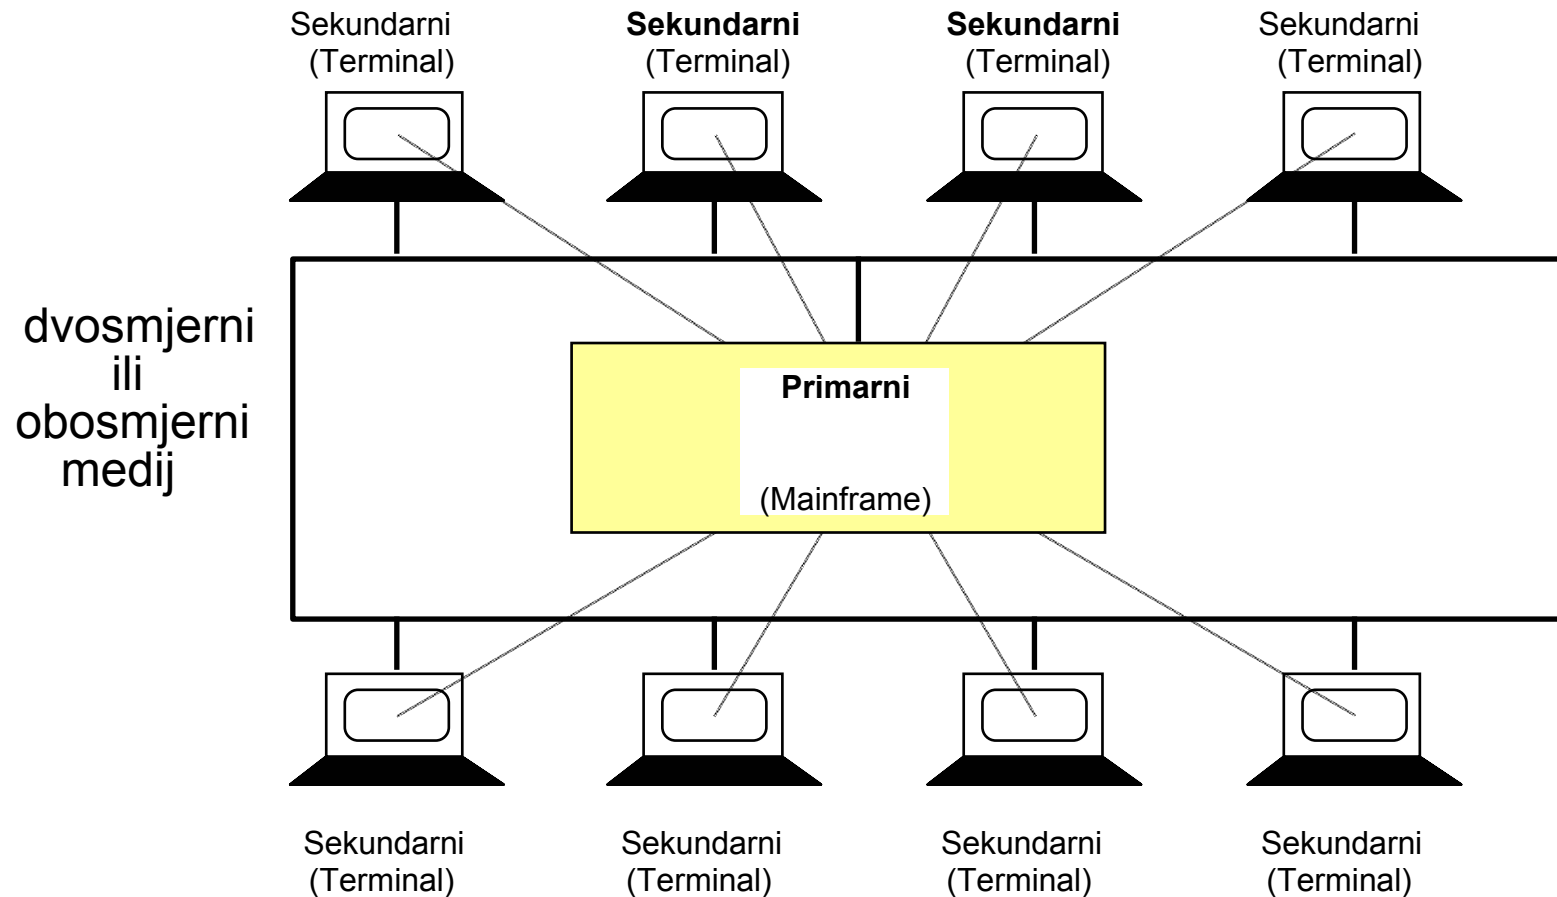 Sekundarni
(Terminal)
Sekundarni
(Terminal)
Sekundarni
(Terminal)
Sekundarni
(Terminal)
dvosmjerni
ili
obosmjerni
medij
Primarni
(Mainframe)
Sekundarni
(Terminal)
Sekundarni
(Terminal)
Sekundarni
(Terminal)
Sekundarni
(Terminal)